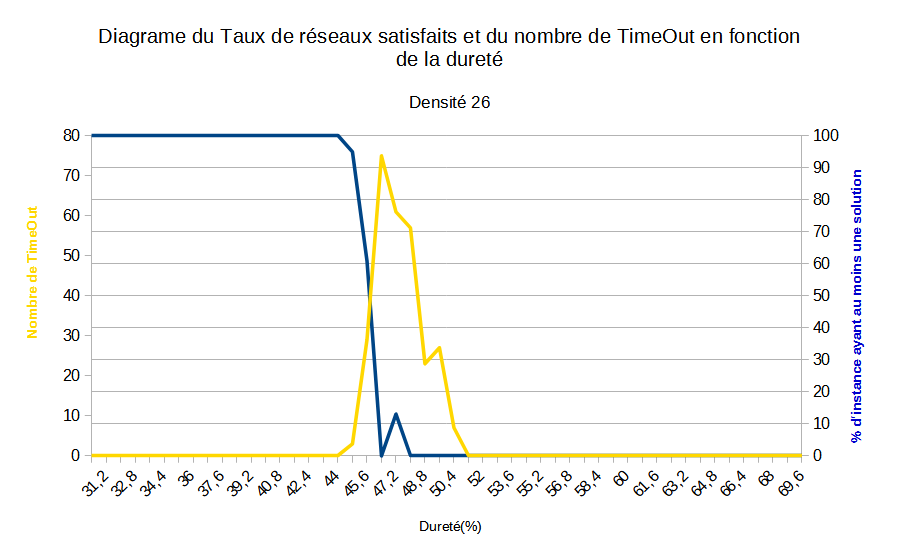 Diagrame du Taux de réseaux satisfaits et du nombre de TimeOut en fonction
de la dureté
Densité 26
Nombre de TimeOut
80
70
60
50
40
30
20
10
0
100
90
80
70
60
50
40
30
20
10
0
% d'instance ayant au moins une solution
31,2 32,8 34,4 36 37,6 39,2 40,8 42,4 44 45,6 47,2 48,8 50,4 52 53,6 55,2 56,8 58,4 60 61,6 63,2 64,8 66,4 68 69,6
Dureté(%)